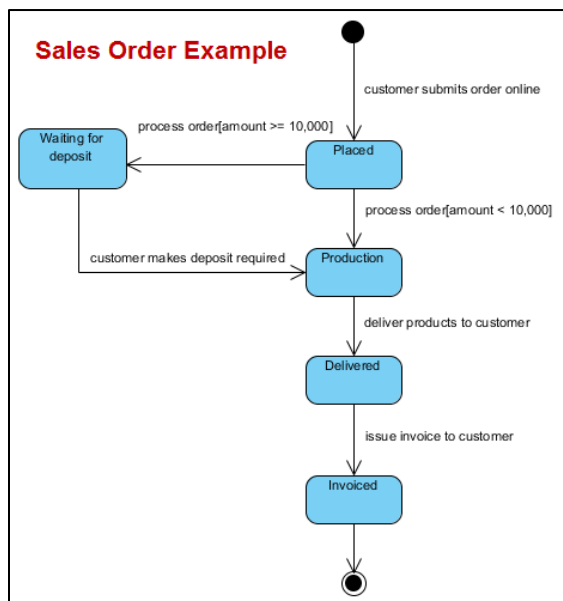 Sales Order Example
customer submits order online
process order[amount >= 10,000]
Waiting for
deposit
Placed
process order[amount < 10,000]
customer makes deposit required
Production
deliver products to customer
Delivered
issue invoice to customer
Invoiced